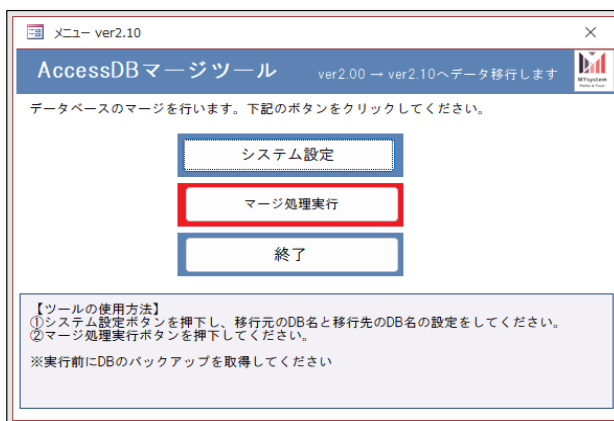 メニュー ver2.10
AccessDBマージツール ver2.00 → ver2.10へデータ移行します
MTsystem
データベースのマージを行います。下記のボタンをクリックしてください。
システム設定
マージ処理実行
終了
【ツールの使用方法】
①システム設定ボタンを押下し、移行元のDB名と移行先のDB名の設定をしてください。
②マージ処理実行ボタンを押下してください。
※実行前にDBのバックアップを取得してください